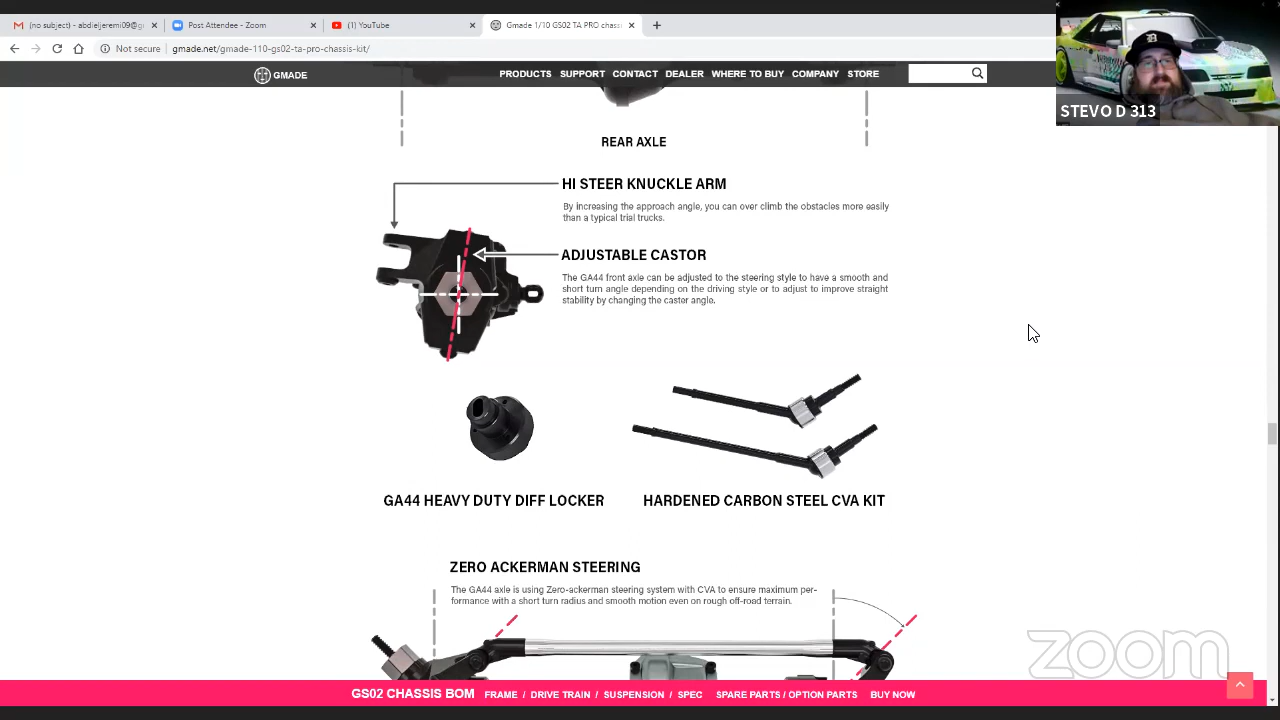 (no subject) - abdieljeremi09@g
Post Attendee - Zoom
(1) YouTube
Gmade 1/10 GS02 TA PRO chass
Not secure
gmade.net/gmade-110-gs02-ta-pro-chassis-kit/
GMADE
PRODUCTS SUPPORT CONTACT DEALER WHERE TO BUY COMPANY STORE
STEVO D 313
REAR AXLE
HI STEER KNUCKLE ARM
By increasing the approach angle, you can over climb the obstacles more easily
than a typical trial trucks.
ADJUSTABLE CASTOR
The GA44 front axle can be adjusted to the steering style to have a smooth and
short turn angle depending on the driving style or to adjust to improve straight
stability by changing the caster angle.
GA44 HEAVY DUTY DIFF LOCKER
HARDENED CARBON STEEL CVA KIT
ZERO ACKERMAN STEERING
The GA44 axle is using Zero-ackerman steering system with CVA to ensure maximum per-
formance with a short turn radius and smooth motion even on rough off-road terrain.
zoom
GS02 CHASSIS BOM FRAME / DRIVE TRAIN / SUSPENSION / SPEC SPARE PARTS / OPTION PARTS BUY NOW